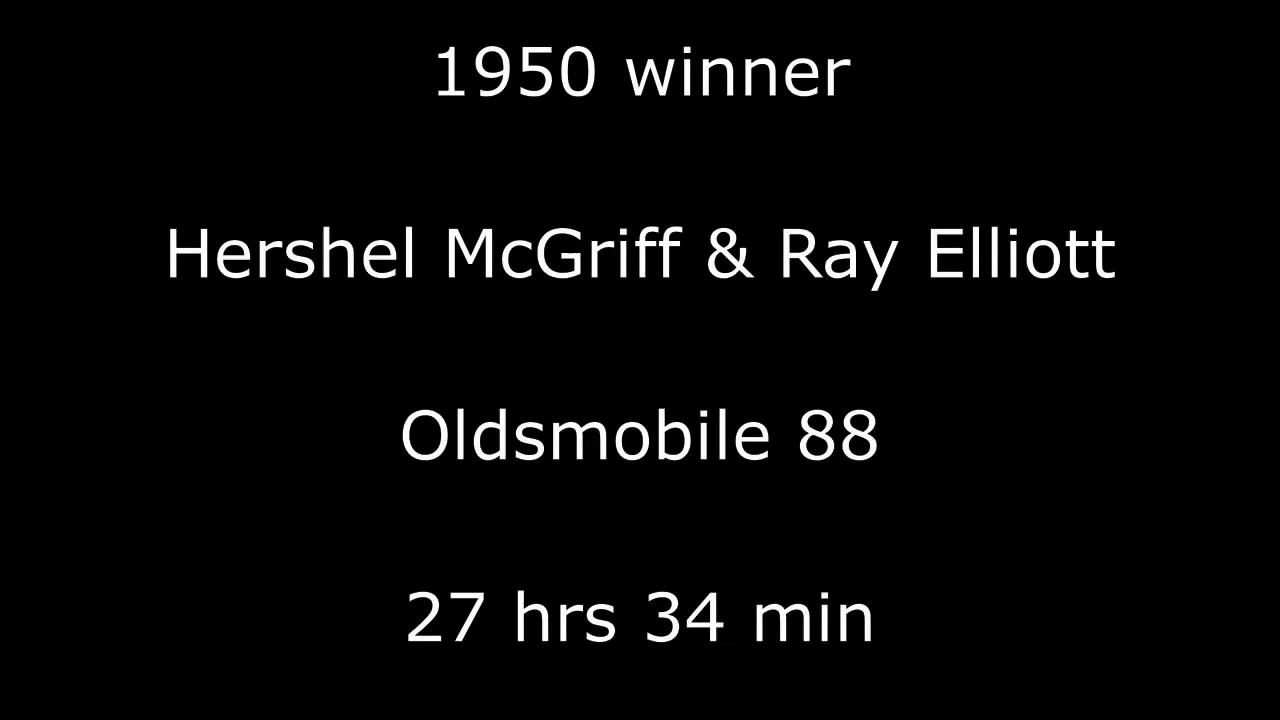 1950 winner
Hershel McGriff & Ray Elliott
Oldsmobile 88
27 hrs 34 min